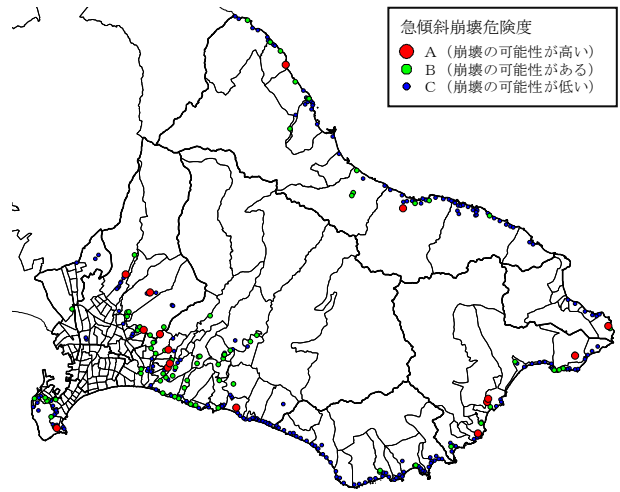 急傾斜崩壊危険度
A（崩壊の可能性が高い）
B（崩壊の可能性がある）
C（崩壊の可能性が低い）